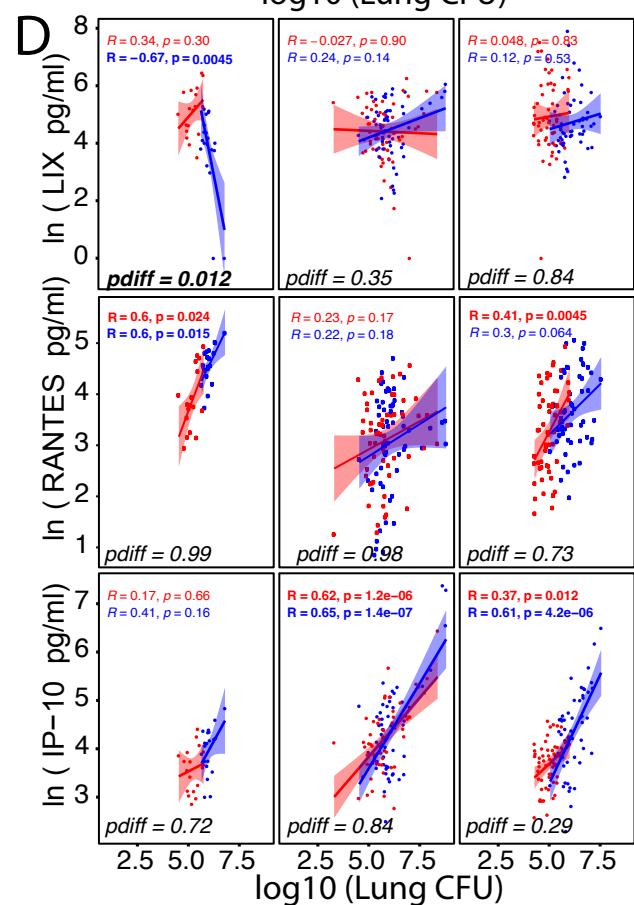 log10 (Lung CFU)
D
ln ( LIX pg/ml)
8
6
4
2
0
R = 0.34, p = 0.30
R = −0.67, p = 0.0045
pdiff = 0.012
R = −0.027, p = 0.90
R = 0.24, p = 0.14
pdiff = 0.35
R = 0.048, p = 0.83
R = 0.12, p = 0.53
pdiff = 0.84
ln ( RANTES pg/ml)
5
4
3
2
1
R = 0.6, p = 0.024
R = 0.6, p = 0.015
pdiff = 0.99
R = 0.23, p = 0.17
R = 0.22, p = 0.18
pdiff = 0.98
R = 0.41, p = 0.0045
R = 0.3, p = 0.064
pdiff = 0.73
ln ( IP−10 pg/ml)
7
6
5
4
3
R = 0.17, p = 0.66
R = 0.41, p = 0.16
pdiff = 0.72
R = 0.62, p = 1.2e−06
R = 0.65, p = 1.4e−07
pdiff = 0.84
R = 0.37, p = 0.012
R = 0.61, p = 4.2e−06
pdiff = 0.29
2.5 5.0 7.5 2.5 5.0 7.5 2.5 5.0 7.5
log10 (Lung CFU)